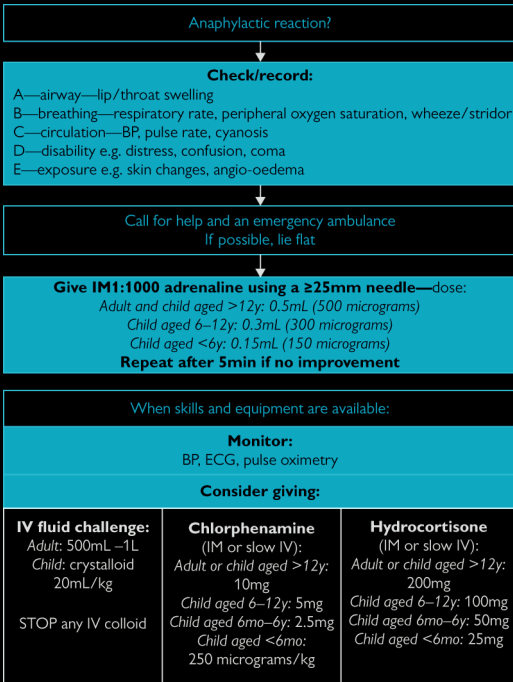 Anaphylactic reaction?
Check/record:
A—airway—lip/throat swelling
B—breathing—respiratory rate, peripheral oxygen saturation, wheeze/stridor
C—circulation—BP, pulse rate, cyanosis
D—disability e.g. distress, confusion, coma
E—exposure e.g. skin changes, angio-oedema
Call for help and an emergency ambulance
If possible, lie flat
Give IM1:1000 adrenaline using a ≥25mm needle—dose:
Adult and child aged >12y: 0.5mL (500 micrograms)
Child aged 6–12y: 0.3mL (300 micrograms)
Child aged <6y: 0.15mL (150 micrograms)
Repeat after 5min if no improvement
When skills and equipment are available:
Monitor:
BP, ECG, pulse oximetry
Consider giving:
IV fluid challenge:
Adult: 500mL –1L
Child: crystalloid
20mL/kg
STOP any IV colloid
Chlorphenamine
(IM or slow IV):
Adult or child aged >12y:
10mg
Child aged 6–12y: 5mg
Child aged 6mo–6y: 2.5mg
Child aged <6mo:
250 micrograms/kg
Hydrocortisone
(IM or slow IV):
Adult or child aged >12y:
200mg
Child aged 6–12y: 100mg
Child aged 6mo–6y: 50mg
Child aged <6mo: 25mg